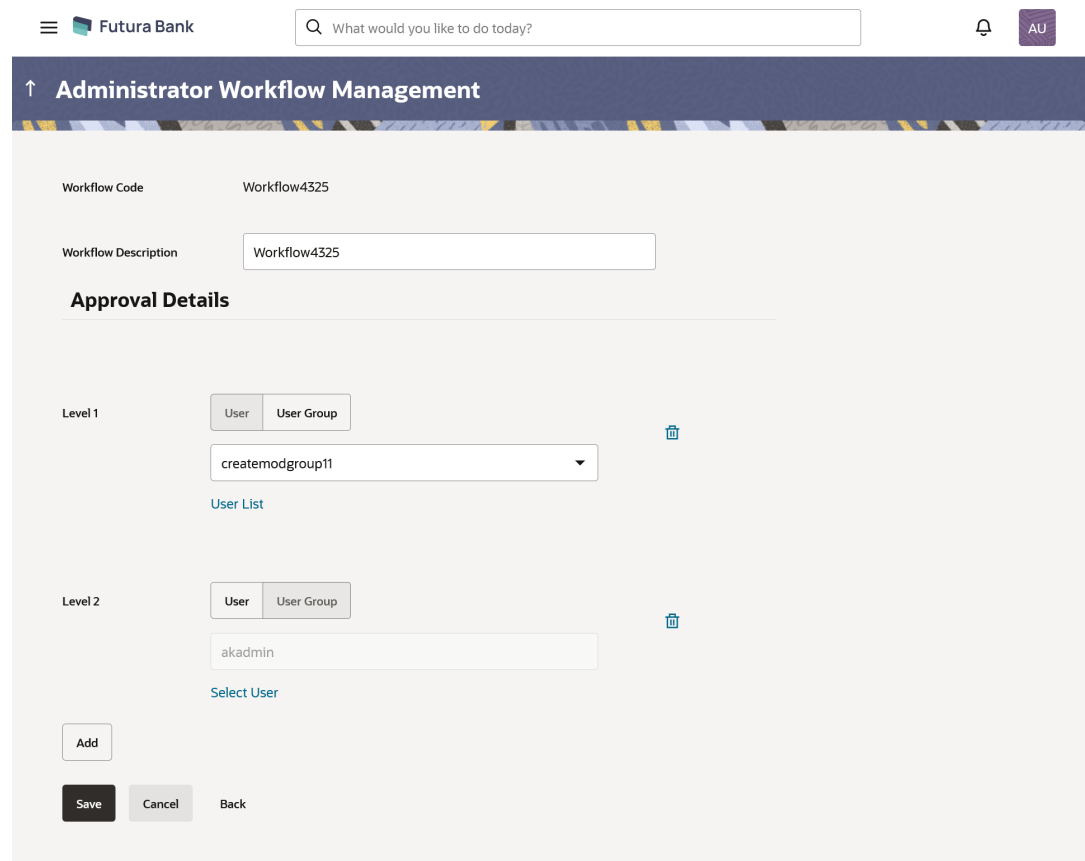 Futura Bank
What would you like to do today?
AU
↑ Administrator Workflow Management
Workflow Code Workflow4325
Workflow Description Workflow4325
Approval Details
Level 1 User User Group
createmodgroup11
User List
Level 2 User User Group
akadmin
Select User
Add
Save Cancel Back